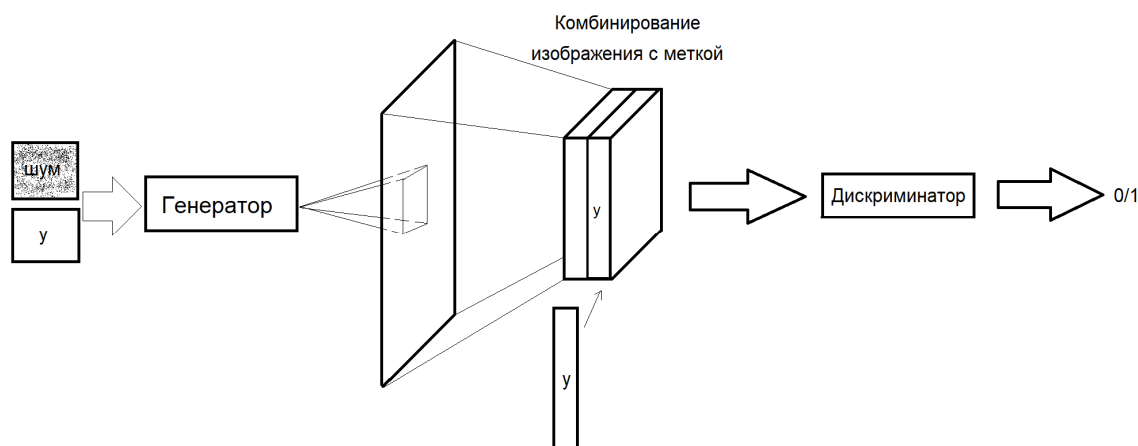 Комбинирование
изображения с меткой
шум
y
Генератор
y
y
Дискриминатор
0/1